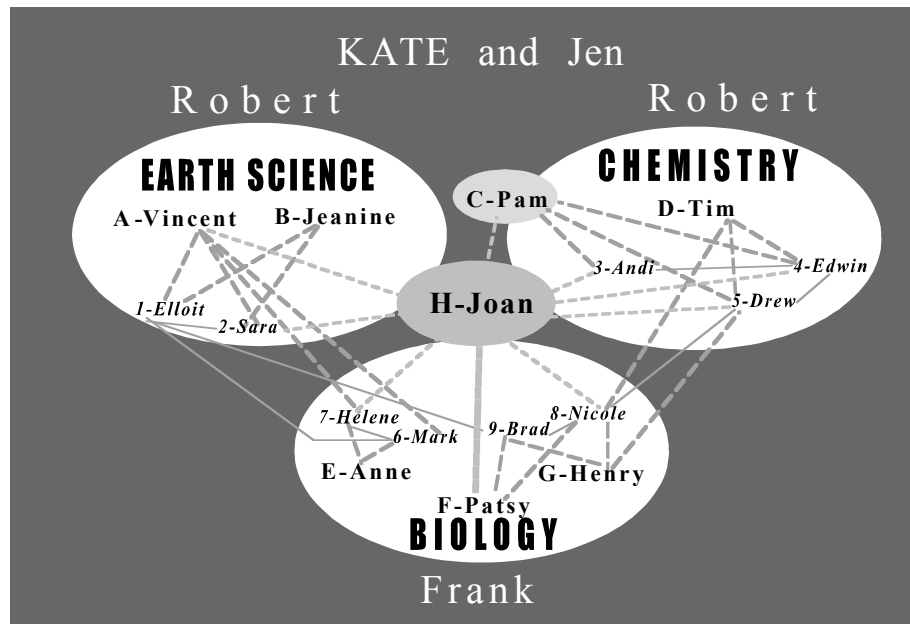 KATE and Jen
Robert
Robert
EARTH SCIENCE
CHEMISTRY
C-Pam
A-Vincent
B-Jeanine
D-Tim
3-Andi
4-Edwin
H-Joan
5-Drew
1-Elloit
2-Sara
7-Helene
8-Nicole
6-Mark
9-Brad
E-Anne
G-Henry
F-Patsy
BIOLOGY
Frank